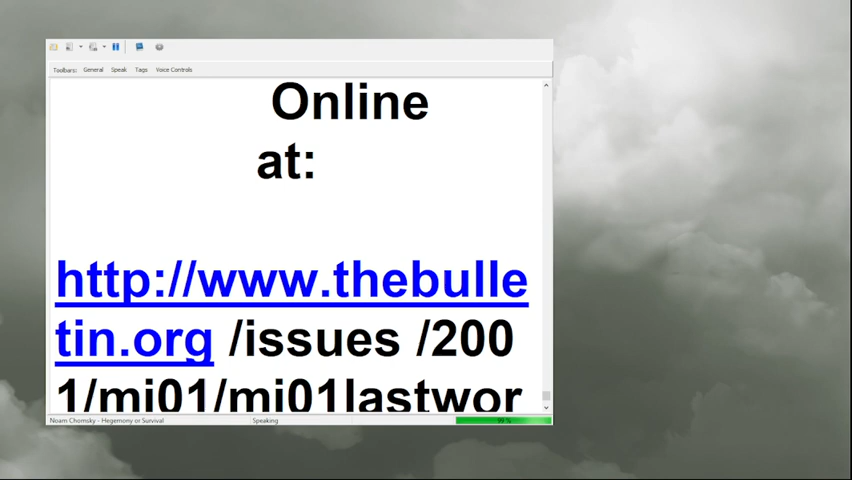 Toolbars: General Speak Tags Voice Controls
Online
at:
http://www.thebulle
tin.org /issues /200
1/mi01/mi01lastwor
Noam Chomsky - Hegemony or Survival Speaking 99 %